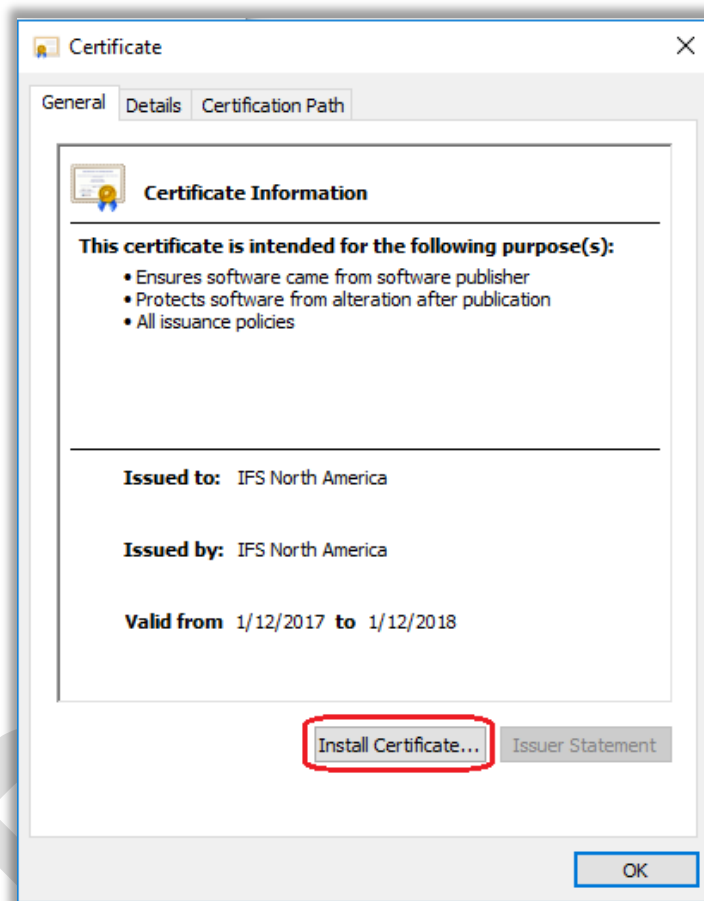 Certificate
General Details Certification Path
Certificate Information
This certificate is intended for the following purpose(s):
• Ensures software came from software publisher
• Protects software from alteration after publication
• All issuance policies
Issued to: IFS North America
Issued by: IFS North America
Valid from 1/12/2017 to 1/12/2018
Install Certificate... Issuer Statement
OK